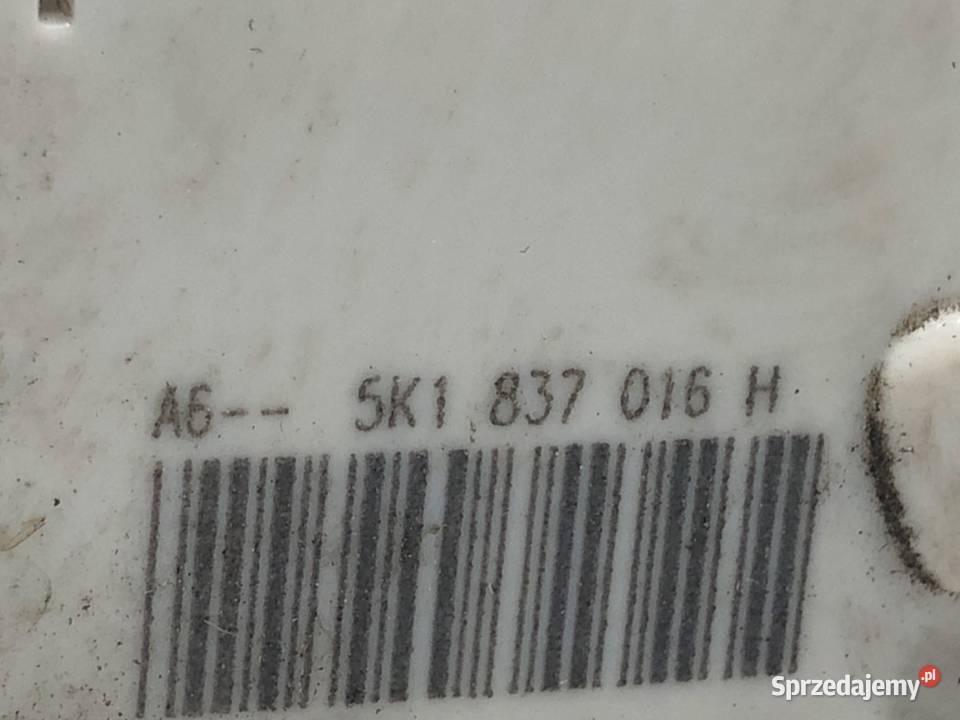 A6-- 5K1 837 016 H
Sprzedajemy.pl